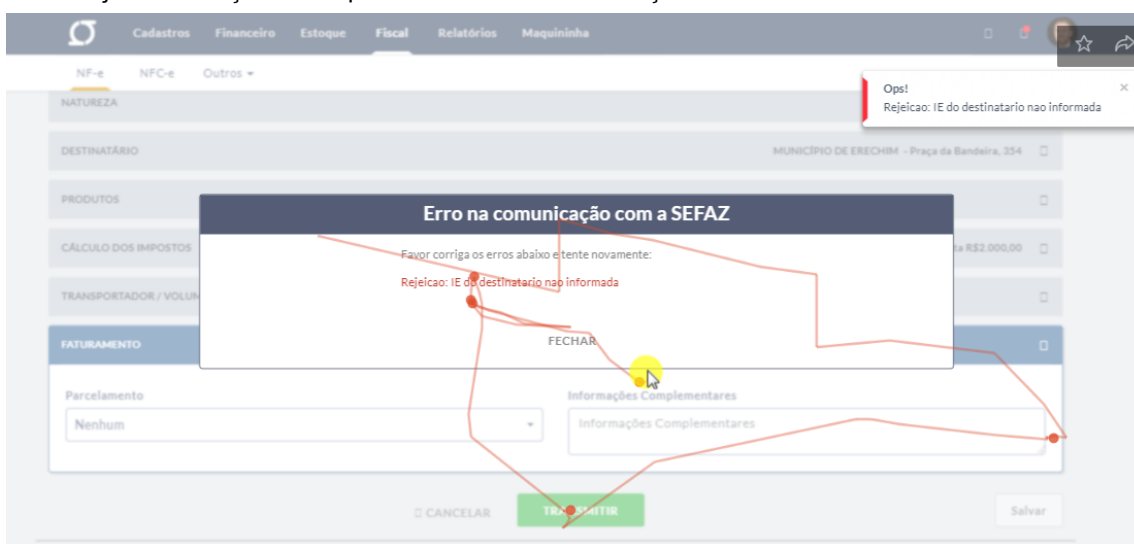 Cadastros Financeiro Estoque Fiscal Relatórios Maquininha
NF-e NFC-e Outros
Ops!
Rejeicao: IE do destinatario nao informada
NATUREZA
DESTINATÁRIO MUNICÍPIO DE ERECHIM - Praça da Bandeira, 354
PRODUTOS
Erro na comunicação com a SEFAZ
CÁLCULO DOS IMPOSTOS R$2.000,00
Favor corriga os erros abaixo e tente novamente:
Rejeicao: IE do destinatario nao informada
TRANSPORTADOR /
FATURAMENTO
FECHAR
Parcelamento Informações Complementares
Nenhum Informações Complementares
CANCELAR TRANSMITIR Salvar